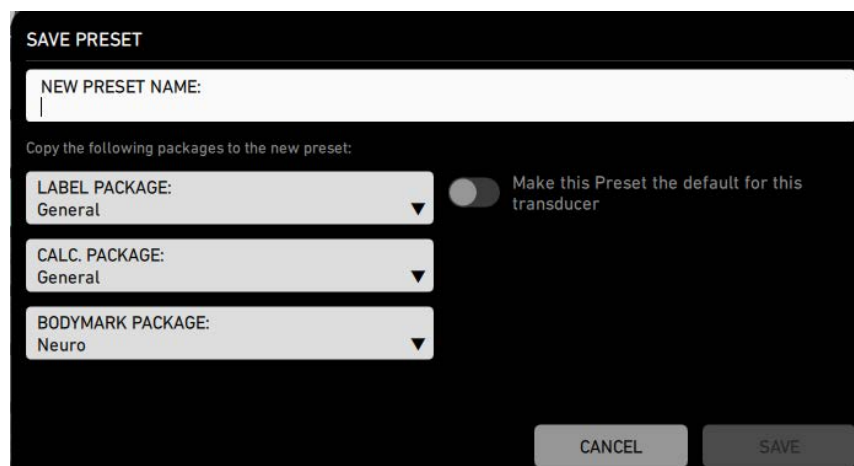 SAVE PRESET
NEW PRESET NAME:
Copy the following packages to the new preset:
LABEL PACKAGE:
General
Make this Preset the default for this
transducer
CALC. PACKAGE:
General
BODYMARK PACKAGE:
Neuro
CANCEL
SAVE